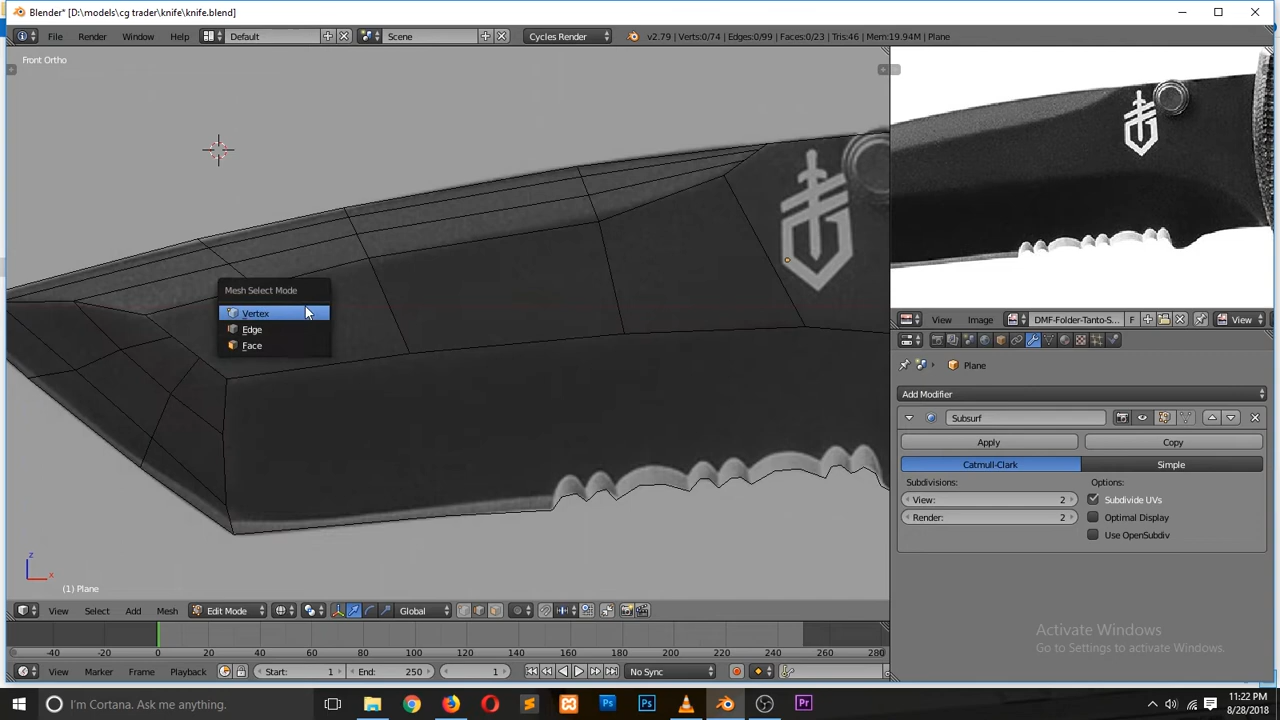 Blender* [D:\models\cg trader\knife\knife.blend]
File Render Window Help Default Scene Cycles Render v2.79 | Verts:0/74 | Edges:0/99 | Faces:0/23 | Tris:46 | Mem:19.94M | Plane
Front Ortho
Mesh Select Mode
Vertex
Edge
Face
View Image DMF-Folder-Tanto-S... F View
Plane
Add Modifier
Subsurf
Apply Copy
Catmull-Clark Simple
Subdivisions: Options:
View: 2 Subdivide UVs
Render: 2 Optimal Display
Use OpenSubdiv
z
x
(1) Plane
View Select Add Mesh Edit Mode Global
-40 -20 0 20 40 60 80 100 120 140 160 180 200 220 240 260 280
View Marker Frame Playback Start: 1 End: 250 1 No Sync
Activate Windows
Go to Settings to activate Windows.
I'm Cortana. Ask me anything.
11:22 PM
8/28/2018